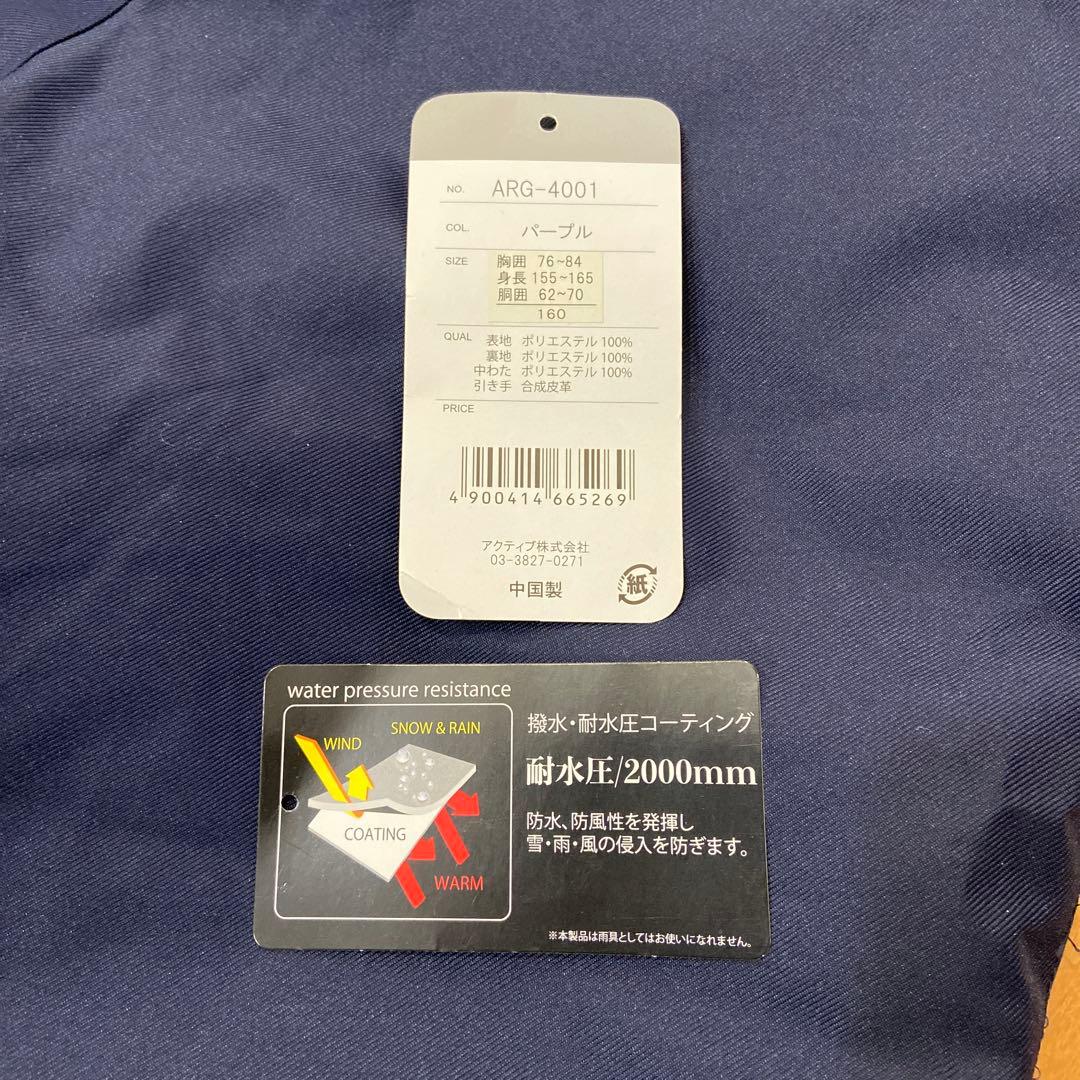 NO. ARG-4001
COL. パープル
SIZE 胸囲 76~84
身長 155~165
胴囲 62~70
160
QUAL 表地 ポリエステル 100%
裏地 ポリエステル 100%
中わた ポリエステル 100%
引き手 合成皮革
PRICE
4 900414 665269
アクティブ株式会社
03-3827-0271
中国製
紙
water pressure resistance
WIND
SNOW & RAIN
COATING
WARM
撥水・耐水圧コーティング
耐水圧/2000mm
防水、防風性を発揮し
雪・雨・風の侵入を防ぎます。
※本製品は雨具としてはお使いになれません。